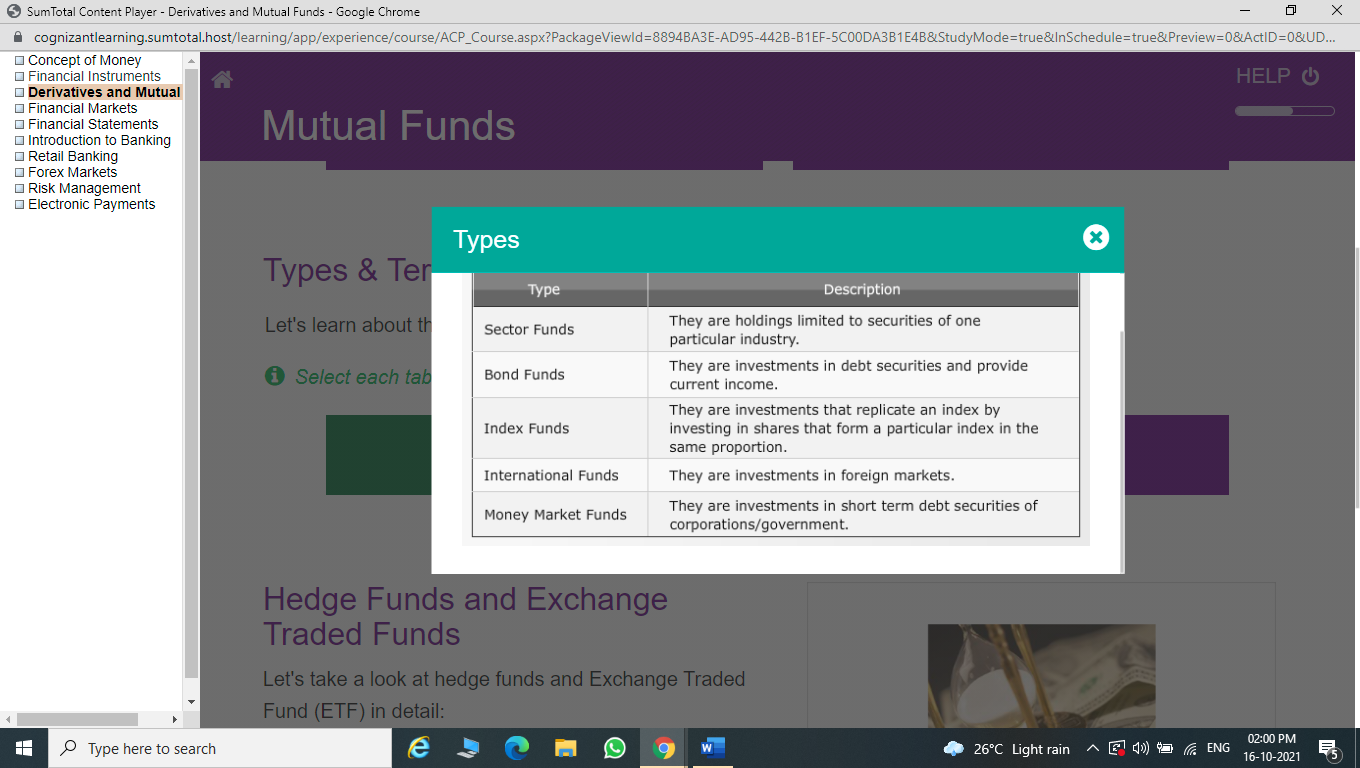 SumTotal Content Player - Derivatives and Mutual Funds - Google Chrome
cognizantlearning.sumtotal.host/learning/app/experience/course/ACP_Course.aspx?PackageViewId=8894BA3E-AD95-442B-B1EF-5C00DA3B1E4B&StudyMode=true&InSchedule=true&Preview=0&ActID=0&UD...
Concept of Money
Financial Instruments
Derivatives and Mutual
Financial Markets
Financial Statements
Introduction to Banking
Retail Banking
Forex Markets
Risk Management
Electronic Payments
HELP
Mutual Funds
Types & Ter
Let's learn about th
Select each tab
Types
Type Description
Sector Funds They are holdings limited to securities of one
particular industry.
Bond Funds They are investments in debt securities and provide
current income.
Index Funds They are investments that replicate an index by
investing in shares that form a particular index in the
same proportion.
International Funds They are investments in foreign markets.
Money Market Funds They are investments in short term debt securities of
corporations/government.
Hedge Funds and Exchange
Traded Funds
Let's take a look at hedge funds and Exchange Traded
Fund (ETF) in detail:
Type here to search
26°C Light rain
ENG
02:00 PM
16-10-2021
5